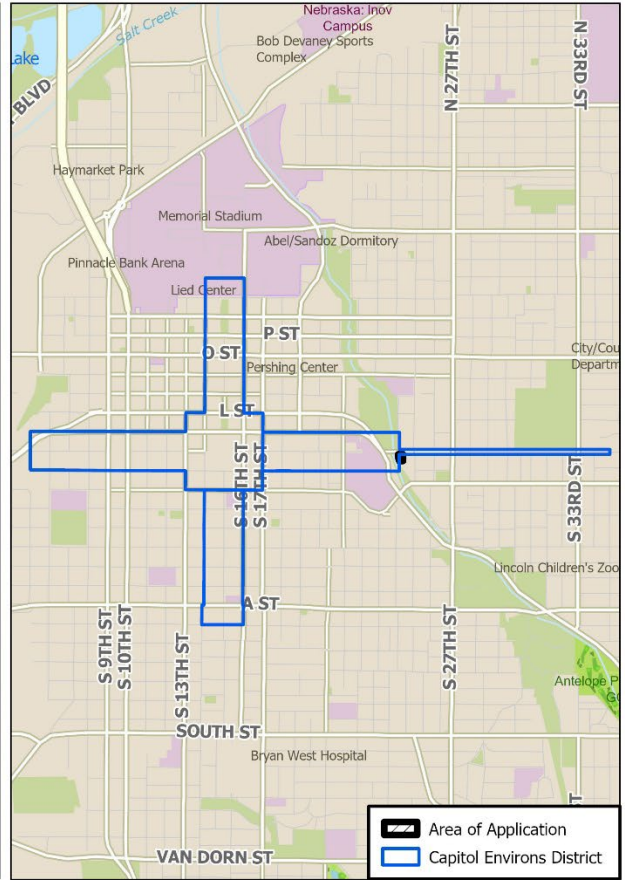 Nebraska: Inov
Campus
Salt Creek
Bob Devaney Sports
Complex
N 27TH ST
N 33RD ST
Lake
BLVD
Haymarket Park
Memorial Stadium
Abel/Sandoz Dormitory
Pinnacle Bank Arena
Lied Center
P ST
O ST
City/Cou
Departm
Pershing Center
L ST
S 16TH ST
S 17TH ST
S 33RD ST
Lincoln Children's Zoo
A ST
S 9TH ST
S 10TH ST
S 13TH ST
S 27TH ST
Antelope P
GO
SOUTH ST
Bryan West Hospital
ST
VAN DORN ST
Area of Application
Capitol Environs District